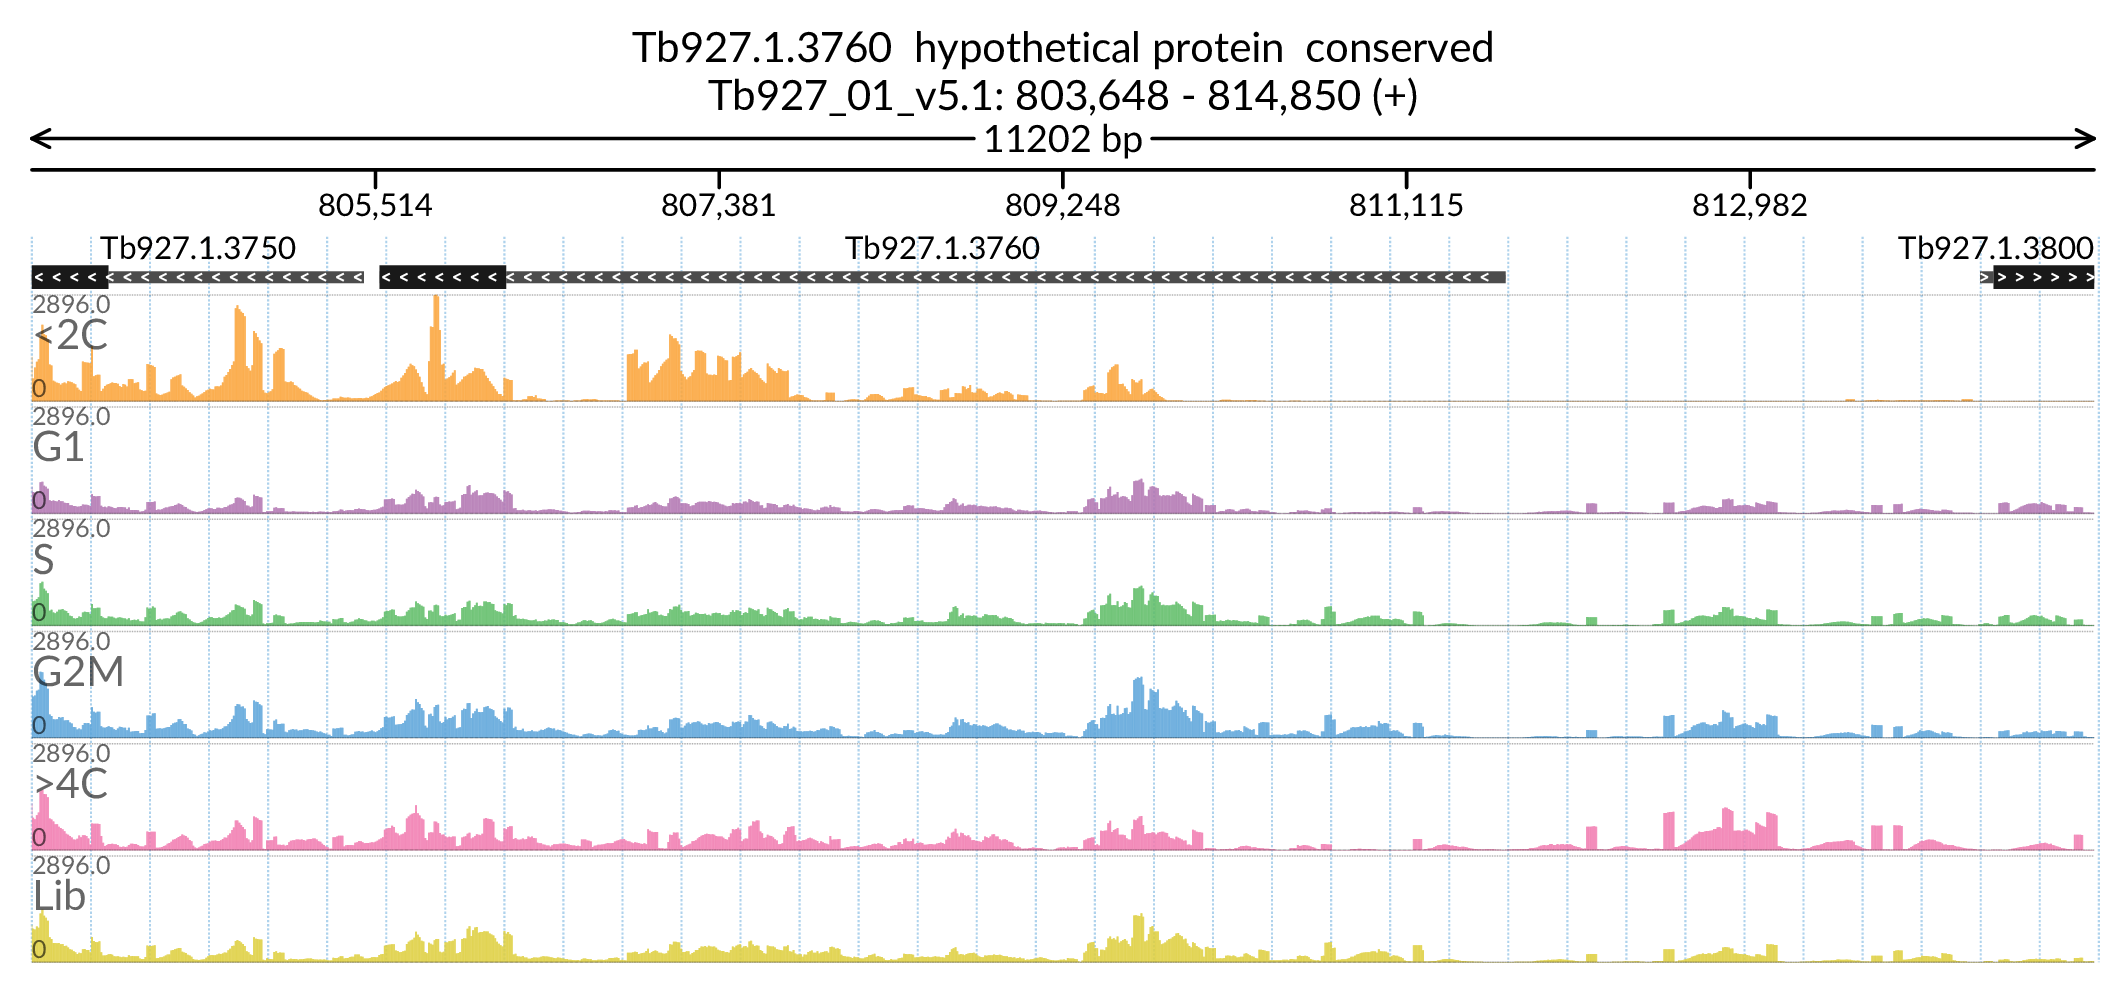 Tb927.1.3760  hypothetical protein  conserved
Tb927_01_v5.1: 803,648 - 814,850 (+)
11202 bp
805,514 807,381 809,248 811,115 812,982
Tb927.1.3750 Tb927.1.3760 Tb927.1.3800
2896.0
<2C
0
2896.0
G1
0
2896.0
S
0
2896.0
G2M
0
2896.0
>4C
0
2896.0
Lib
0